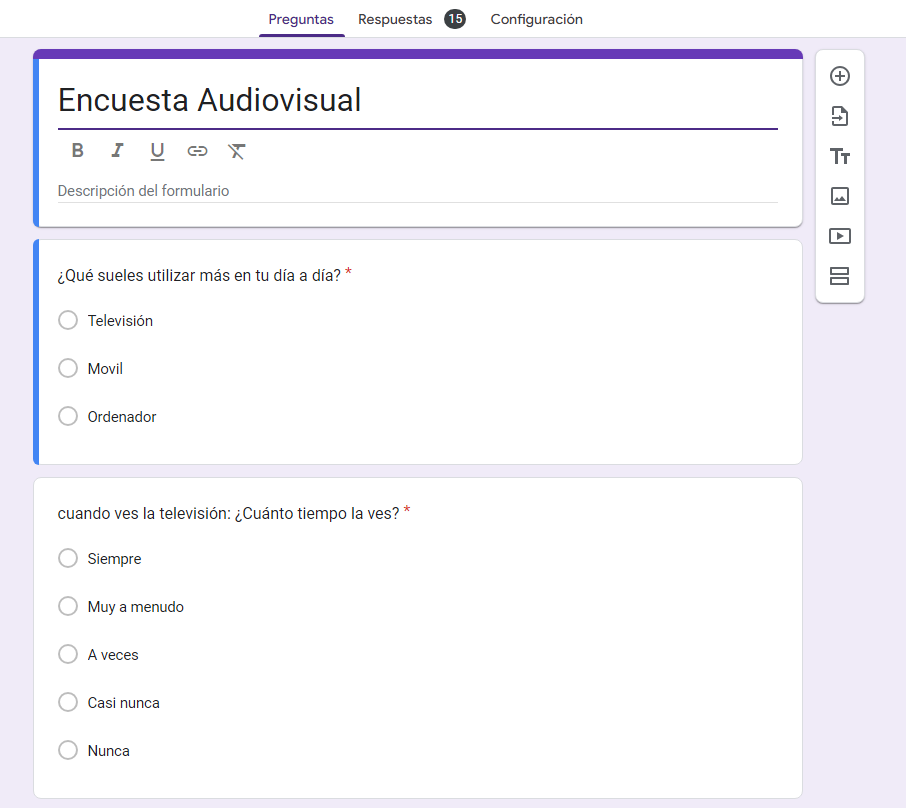 Preguntas Respuestas 15 Configuración
Encuesta Audiovisual
B I U
Descripción del formulario
¿Qué sueles utilizar más en tu día a día? *
Televisión
Movil
Ordenador
cuando ves la televisión: ¿Cuánto tiempo la ves? *
Siempre
Muy a menudo
A veces
Casi nunca
Nunca